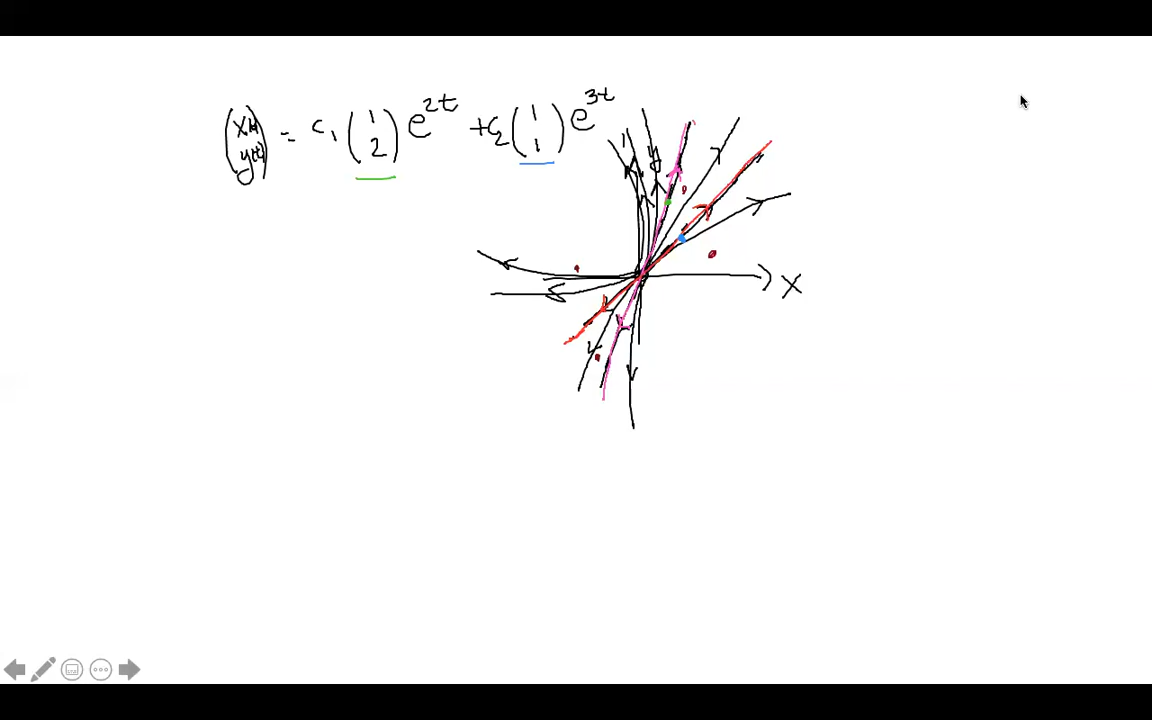 (x(t) y(t)) = c₁ (1 2) e^2t + c₂ (1 1) e^3t
X